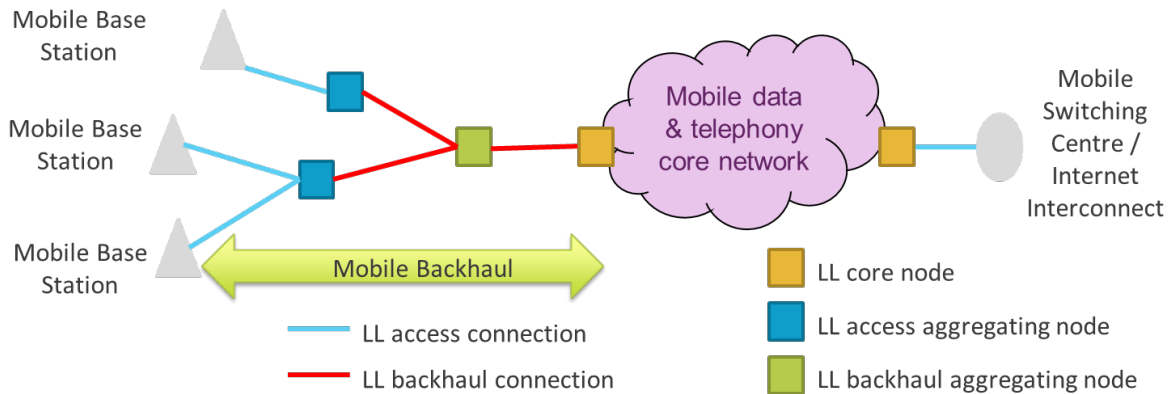 Mobile Base
Station
Mobile Base
Station
Mobile Base
Station
Mobile data
& telephony
core network
Mobile
Switching
Centre /
Internet
Interconnect
Mobile Backhaul
LL access connection
LL backhaul connection
LL core node
LL access aggregating node
LL backhaul aggregating node